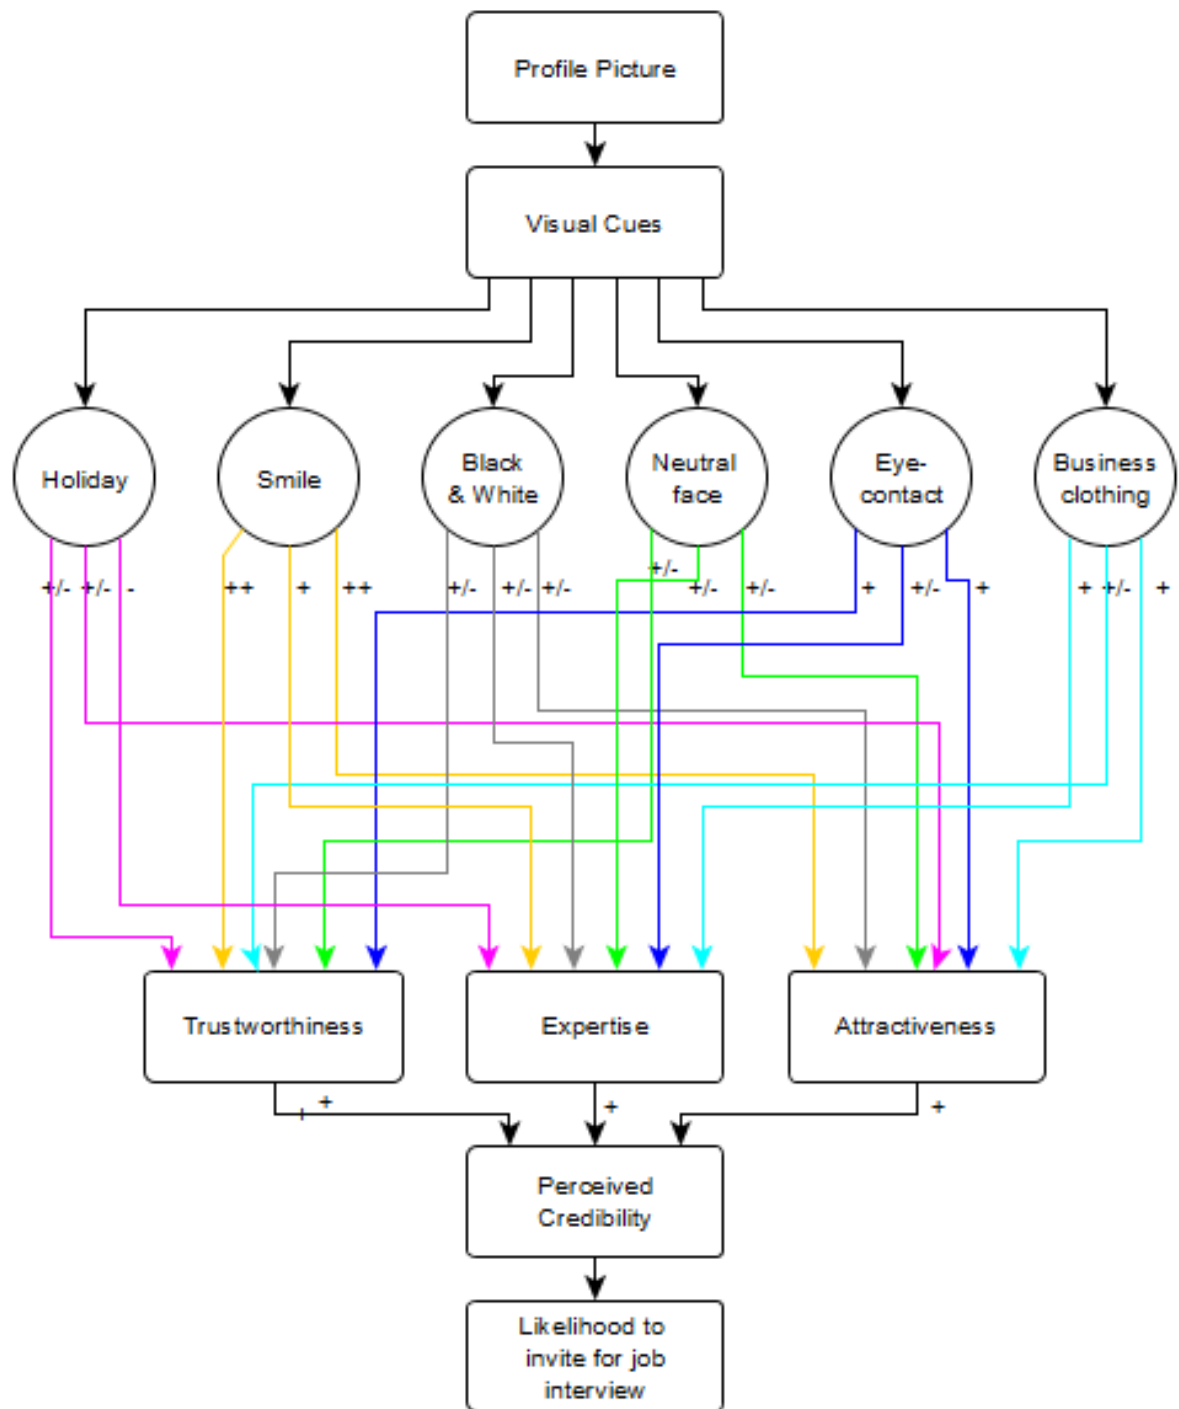 Profile Picture
Visual Cues
Holiday
Smile
Black
& White
Neutral
face
Eye-
contact
Business
clothing
+/- +/- - ++ + ++ +/- +/- +/- +/- +/- +/- + +/- + + +/- +
Trustworthiness
Expertise
Attractiveness
+ + + +
Perceived
Credibility
Likelihood to
invite for job
interview